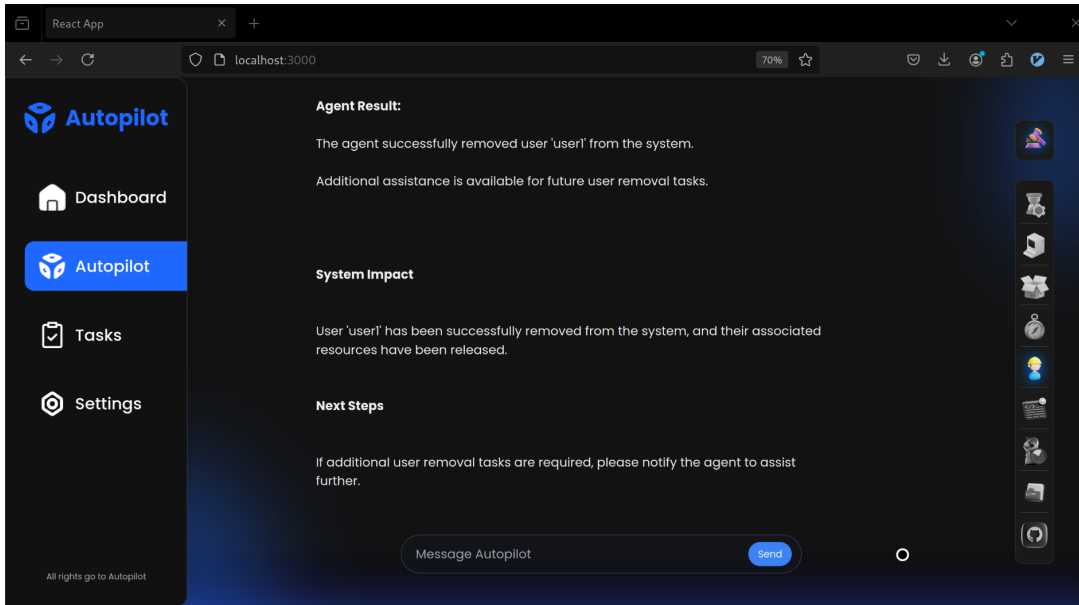 React App
localhost:3000
70%
Autopilot
Dashboard
Autopilot
Tasks
Settings
All rights go to Autopilot
Agent Result:
The agent successfully removed user 'user1' from the system.
Additional assistance is available for future user removal tasks.
System Impact
User 'user1' has been successfully removed from the system, and their associated
resources have been released.
Next Steps
If additional user removal tasks are required, please notify the agent to assist
further.
Message Autopilot
Send